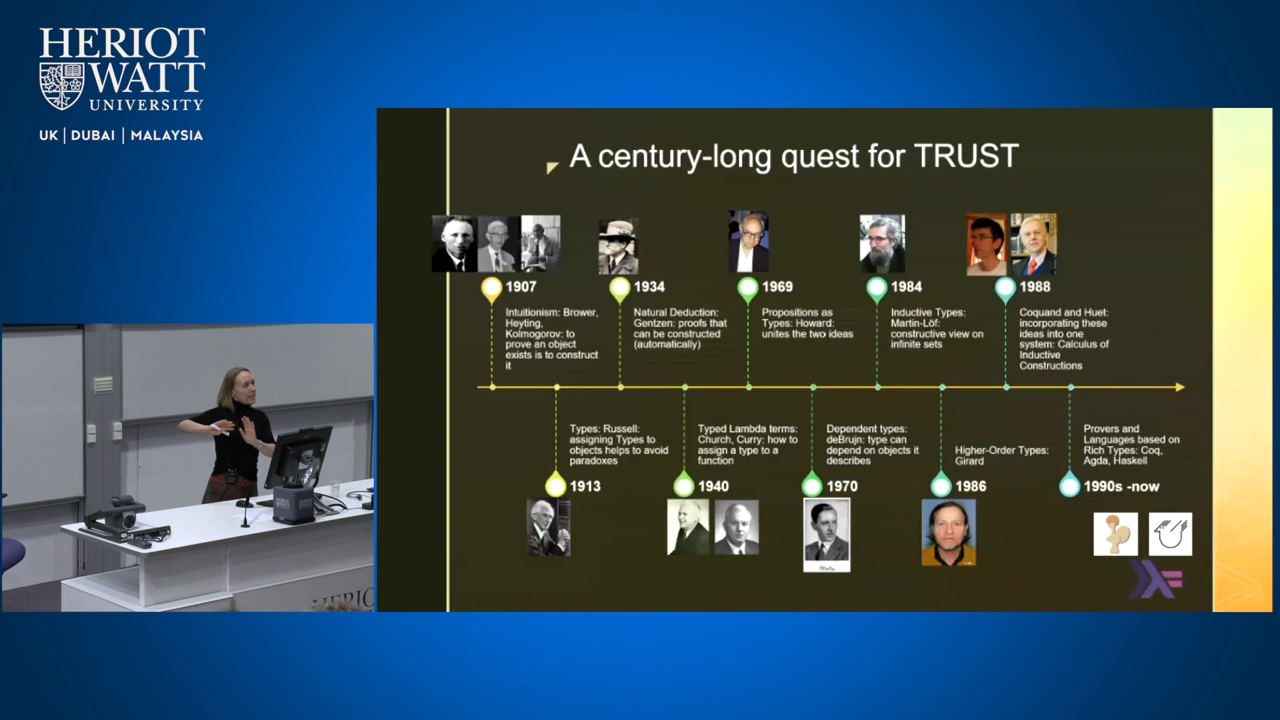 HERIOT
WATT
UNIVERSITY
UK | DUBAI | MALAYSIA
A century-long quest for TRUST
1907
Intuitionism: Brower,
Heyting,
Kolmogorov: to
prove an object
exists is to construct
it
1934
Natural Deduction:
Gentzen: proofs that
can be constructed
(automatically)
1969
Propositions as
Types: Howard:
unites the two ideas
1984
Inductive Types:
Martin-Löf:
constructive view on
infinite sets
1988
Coquand and Huet:
incorporating these
ideas into one
system: Calculus of
Inductive
Constructions
Types: Russell:
assigning Types to
objects helps to avoid
paradoxes
1913
Typed Lambda terms:
Church, Curry: how to
assign a type to a
function
1940
Dependent types:
deBrujn: type can
depend on objects it
describes
1970
Higher-Order Types:
Girard
1986
Provers and
Languages based on
Rich Types: Coq,
Agda, Haskell
1990s -now
HERIOT